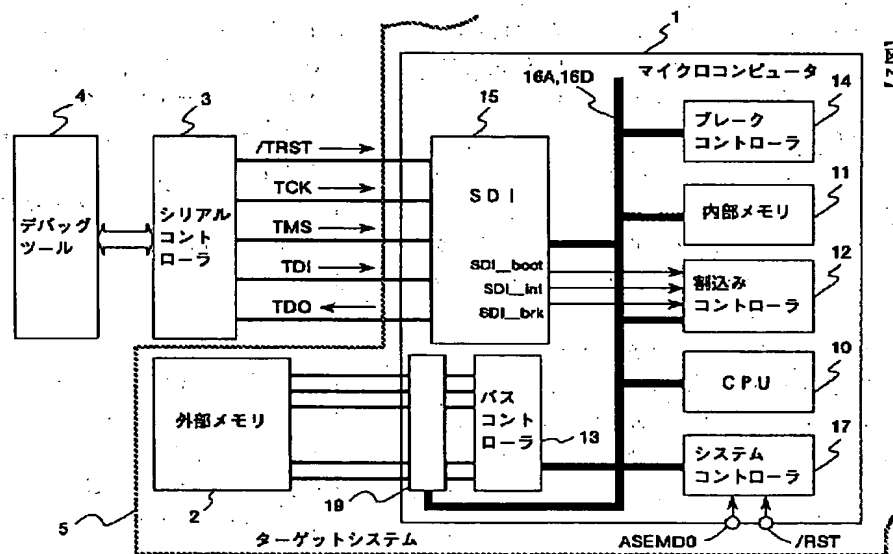 1
マイクロコンピュータ
16A,16D
4
3
15
14
ブレーク
コントローラ
/TRST
SDI
TCK
11
デバッグ
ツール
シリアル
コント
ローラ
TMS
内部メモリ
TDI
SDI_boot
12
SDI_int
割込み
コントローラ
TDO
SDI_brk
外部メモリ
バス
コント
ローラ
CPU
10
13
17
システム
コントローラ
19
5
2
ターゲットシステム
ASEMD0
/RST